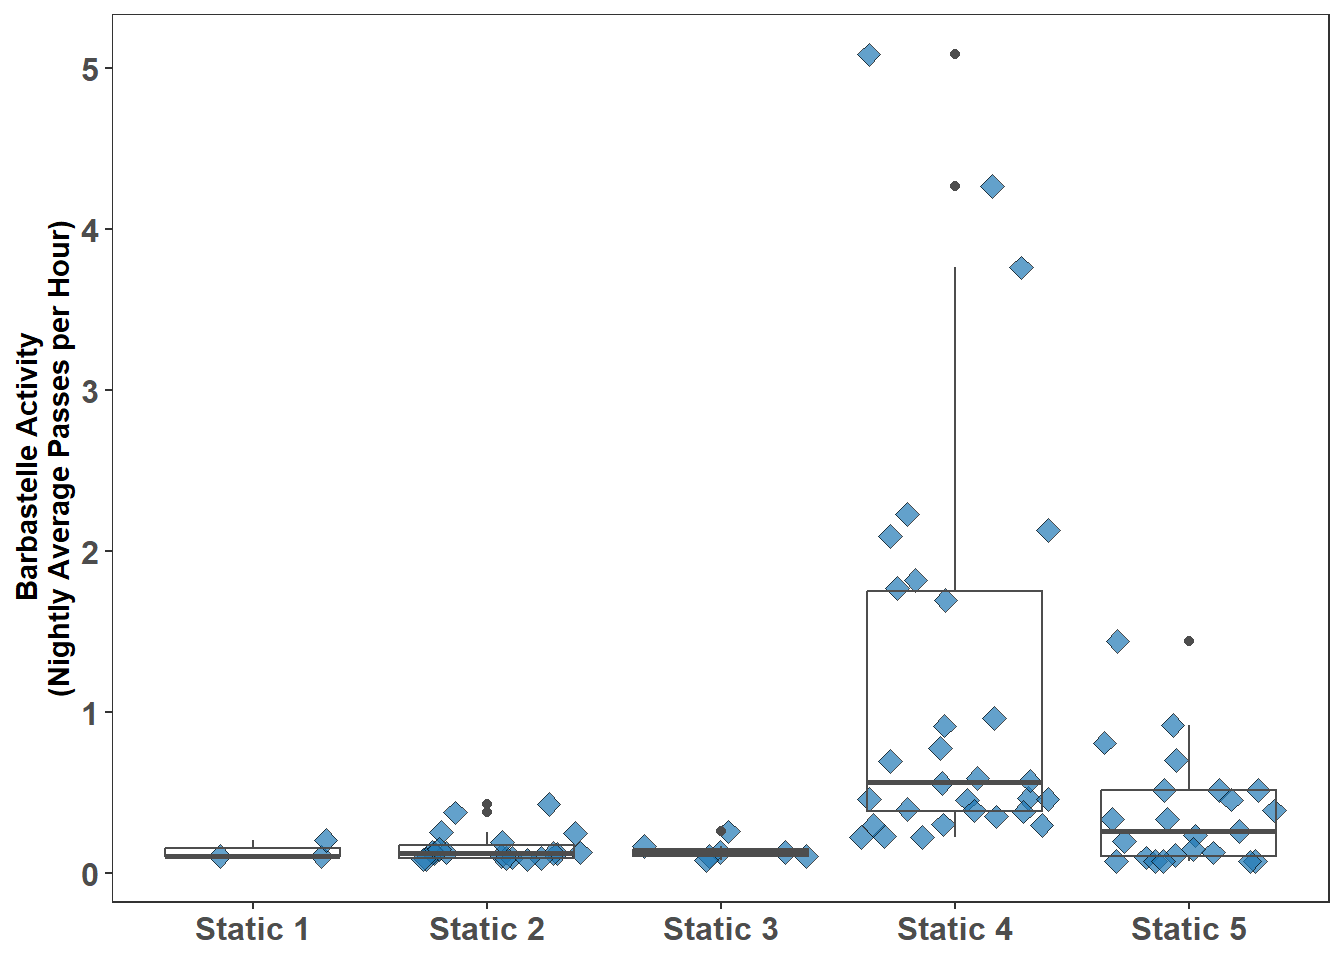 Barbastelle Activity
(Nightly Average Passes per Hour)
5
4
3
2
1
0
Static 1
Static 2
Static 3
Static 4
Static 5